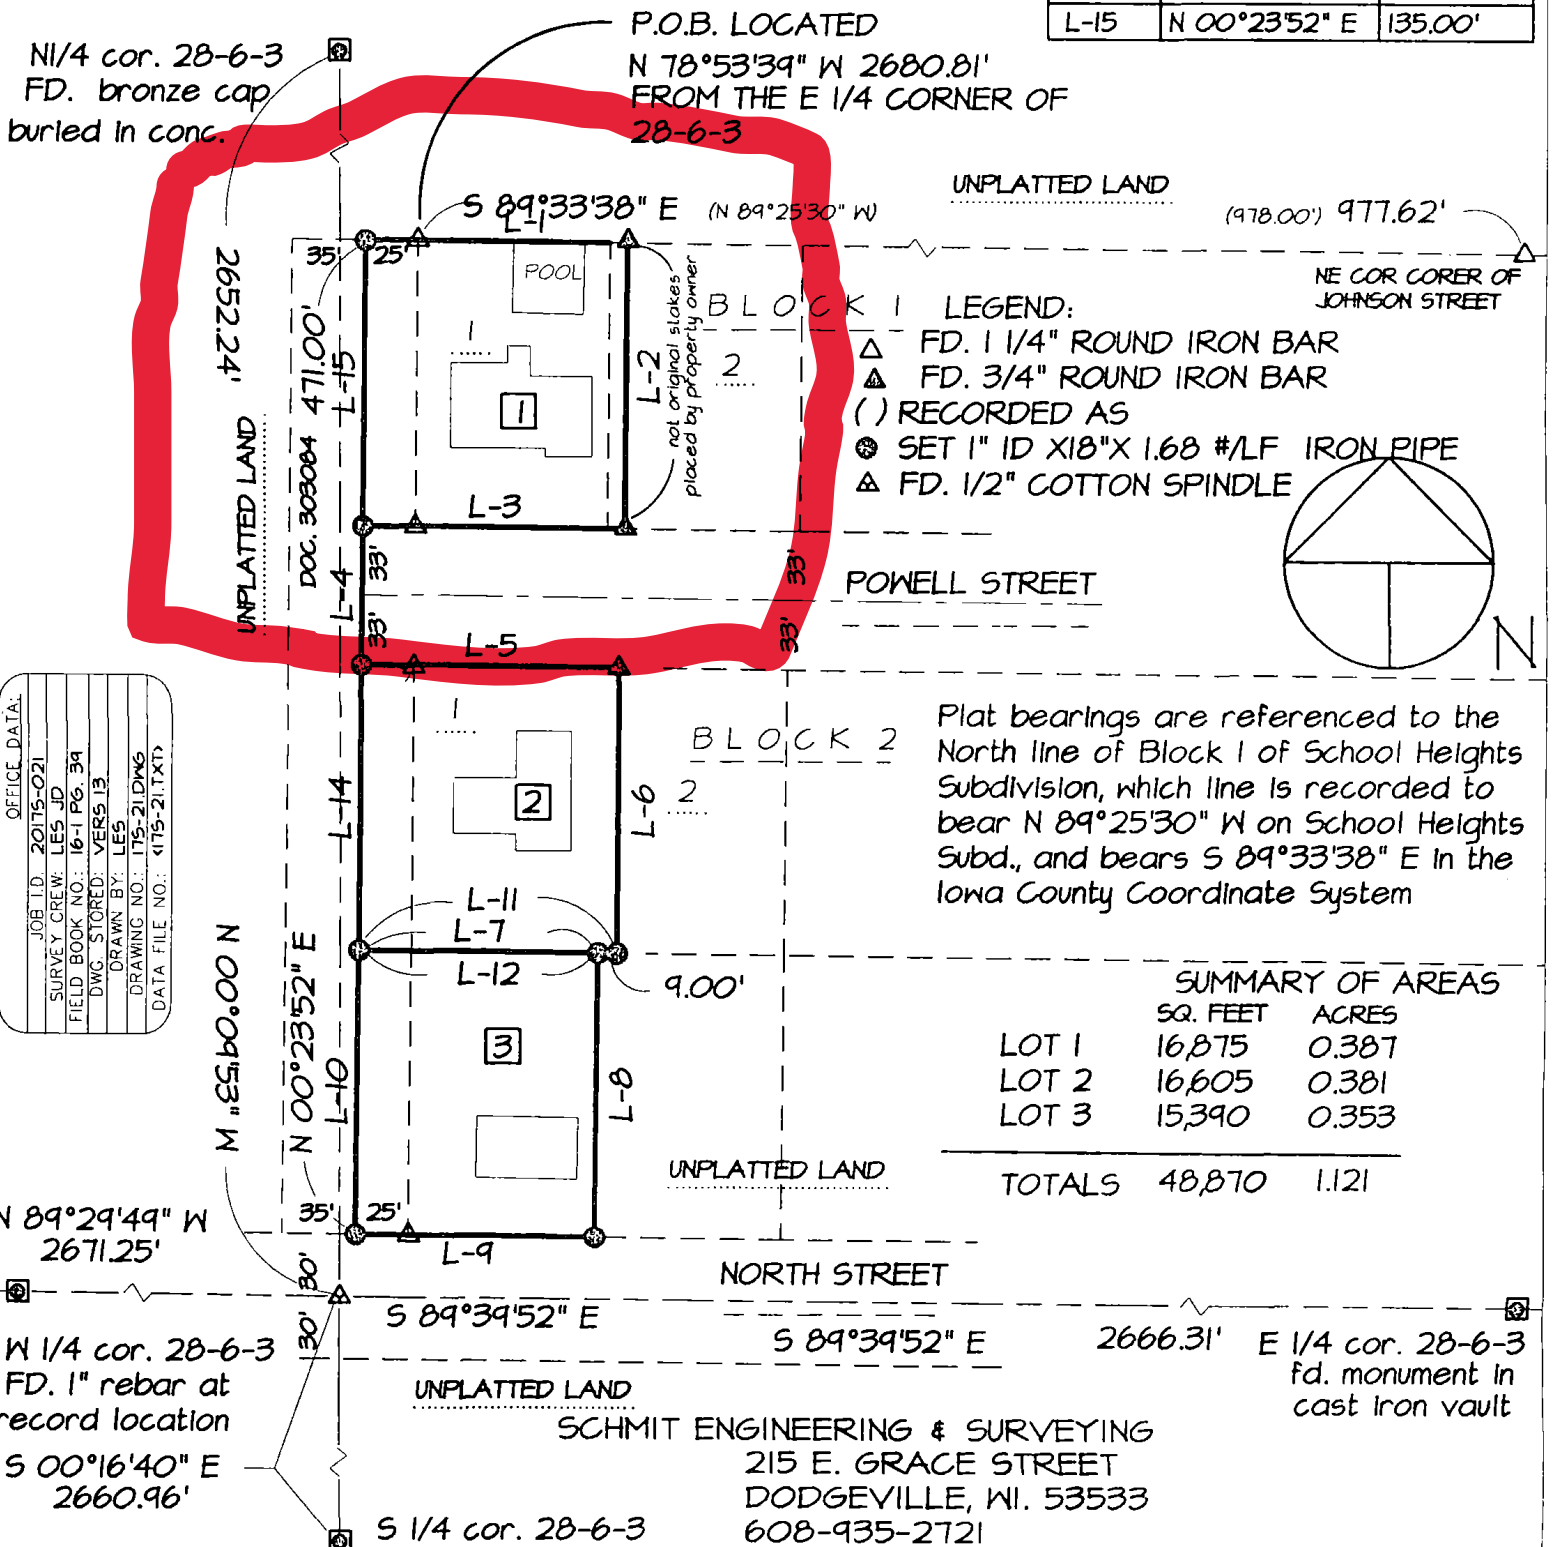 L-15 N 00°23'52" E 135.00'
P.O.B. LOCATED
N 78°53'39" W 2680.81'
FROM THE E 1/4 CORNER OF
28-6-3
N1/4 cor. 28-6-3
FD. bronze cap
buried in conc.
UNPLATTED LAND
S 89°33'38" E (N 89°25'30" W)
L-1
(978.00') 977.62'
NE COR CORER OF
JOHNSON STREET
35' 25'
POOL
2652.24'
UNPLATTED LAND
DOC. 303084 471.00'
L-15
1
1
L-2
not original stakes
placed by property owner
BLOCK 1
2
LEGEND:
FD. 1 1/4" ROUND IRON BAR
FD. 3/4" ROUND IRON BAR
( ) RECORDED AS
SET 1" ID X18"X 1.68 #/LF IRON PIPE
FD. 1/2" COTTON SPINDLE
L-3
L-4
33'
33'
33'
33'
POWELL STREET
N
L-5
OFFICE DATA:
JOB I.D. 20175-021
SURVEY CREW: LES JD
FIELD BOOK NO.: 16-1 PG. 39
DWG. STORED: VERS 13
DRAWN BY: LES
DRAWING NO.: 175-21.DWG
DATA FILE NO.: <175-21.TXT>
L-14
1
2
L-6
BLOCK 2
2
Plat bearings are referenced to the
North line of Block 1 of School Heights
Subdivision, which line is recorded to
bear N 89°25'30" W on School Heights
Subd., and bears S 89°33'38" E in the
Iowa County Coordinate System
L-11
L-7
L-12
9.00'
N 00°09'53" W
N 00°23'52" E
L-10
3
L-8
SUMMARY OF AREAS
SQ. FEET ACRES
LOT 1 16,875 0.387
LOT 2 16,605 0.381
LOT 3 15,390 0.353
TOTALS 48,870 1.121
UNPLATTED LAND
35' 25'
L-9
N 89°29'49" W
2671.25'
30'
30'
NORTH STREET
S 89°39'52" E
S 89°39'52" E 2666.31'
W 1/4 cor. 28-6-3
FD. 1" rebar at
record location
E 1/4 cor. 28-6-3
fd. monument in
cast iron vault
UNPLATTED LAND
S 00°16'40" E
2660.96'
S 1/4 cor. 28-6-3
SCHMIT ENGINEERING & SURVEYING
215 E. GRACE STREET
DODGEVILLE, WI. 53533
608-935-2721